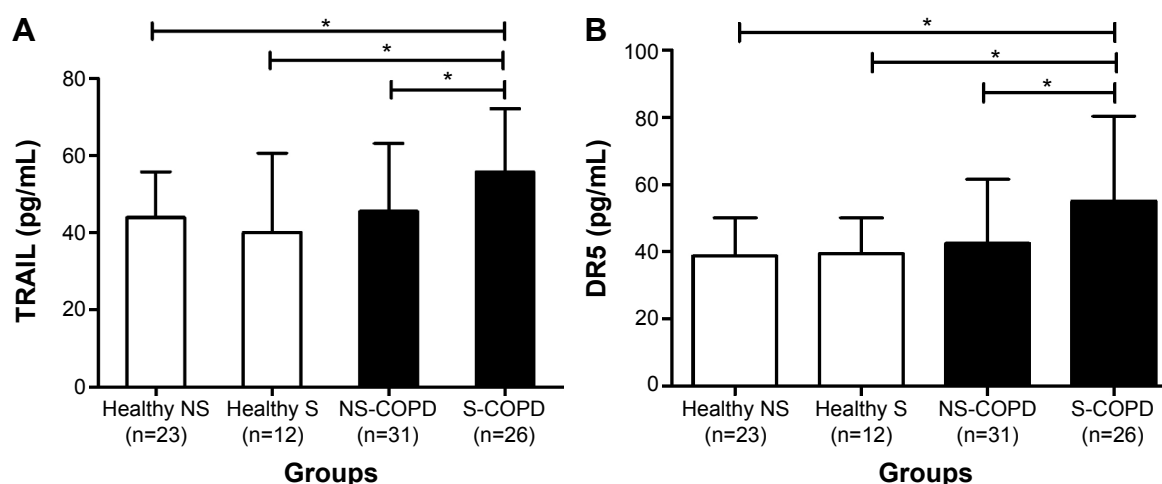 A
*
*
*
80
60
40
20
0
TRAIL (pg/mL)
Healthy NS Healthy S NS-COPD S-COPD
(n=23) (n=12) (n=31) (n=26)
Groups
B
*
*
*
100
80
60
40
20
0
DR5 (pg/mL)
Healthy NS Healthy S NS-COPD S-COPD
(n=23) (n=12) (n=31) (n=26)
Groups